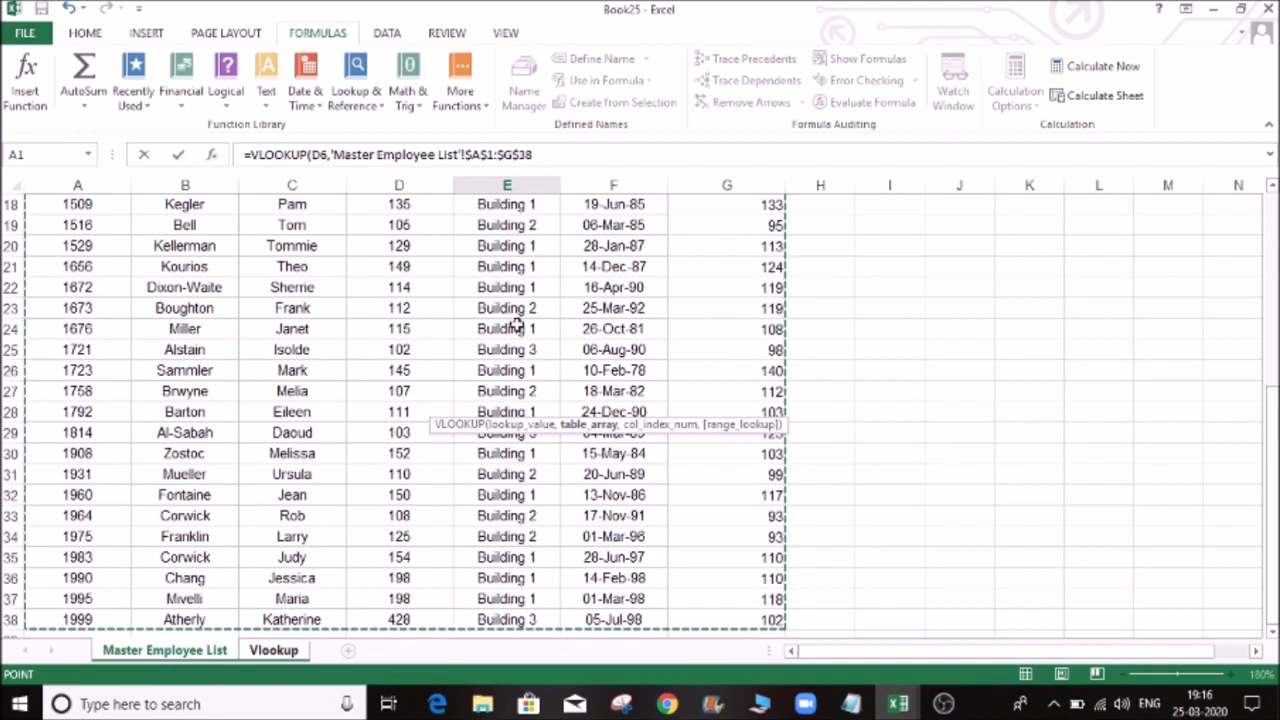 Book25 - Excel
FILE HOME INSERT PAGE LAYOUT FORMULAS DATA REVIEW VIEW
Insert Function
AutoSum
Recently Used
Financial
Logical
Text
Date & Time
Lookup & Reference
Math & Trig
More Functions
Function Library
Name Manager
Define Name
Use in Formula
Create from Selection
Defined Names
Trace Precedents
Trace Dependents
Remove Arrows
Show Formulas
Error Checking
Evaluate Formula
Formula Auditing
Watch Window
Calculation Options
Calculate Now
Calculate Sheet
Calculation
A1 fx =VLOOKUP(D6,'Master Employee List'!$A$1:$G$38
A B C D E F G H I J K L M N
18 1509 Kegler Pam 135 Building 1 19-Jun-85 133
19 1516 Bell Tom 105 Building 2 06-Mar-85 95
20 1529 Kellerman Tommie 129 Building 1 28-Jan-87 113
21 1656 Kourios Theo 149 Building 1 14-Dec-87 124
22 1672 Dixon-Waite Sherrie 114 Building 1 16-Apr-90 119
23 1673 Boughton Frank 112 Building 2 25-Mar-92 119
24 1676 Miller Janet 115 Building 1 26-Oct-81 108
25 1721 Alstain Isolde 102 Building 3 06-Aug-90 98
26 1723 Sammler Mark 145 Building 1 10-Feb-78 140
27 1758 Brwyne Melia 107 Building 2 18-Mar-82 112
28 1792 Barton Eileen 111 Building 1 24-Dec-90 103
VLOOKUP(lookup_value, table_array, col_index_num, [range_lookup])
29 1814 Al-Sabah Daoud 103
30 1908 Zostoc Melissa 152 Building 1 15-May-84 103
31 1931 Mueller Ursula 110 Building 2 20-Jun-89 99
32 1960 Fontaine Jean 150 Building 1 13-Nov-86 117
33 1964 Corwick Rob 108 Building 2 17-Nov-91 93
34 1975 Franklin Larry 125 Building 2 01-Mar-96 93
35 1983 Corwick Judy 154 Building 1 28-Jun-97 110
36 1990 Chang Jessica 198 Building 1 14-Feb-98 110
37 1995 Mivelli Maria 198 Building 1 01-Mar-98 118
38 1999 Atherly Katherine 428 Building 3 05-Jul-98 102
Master Employee List Vlookup
POINT 180%
Type here to search
ENG
19:16
25-03-2020